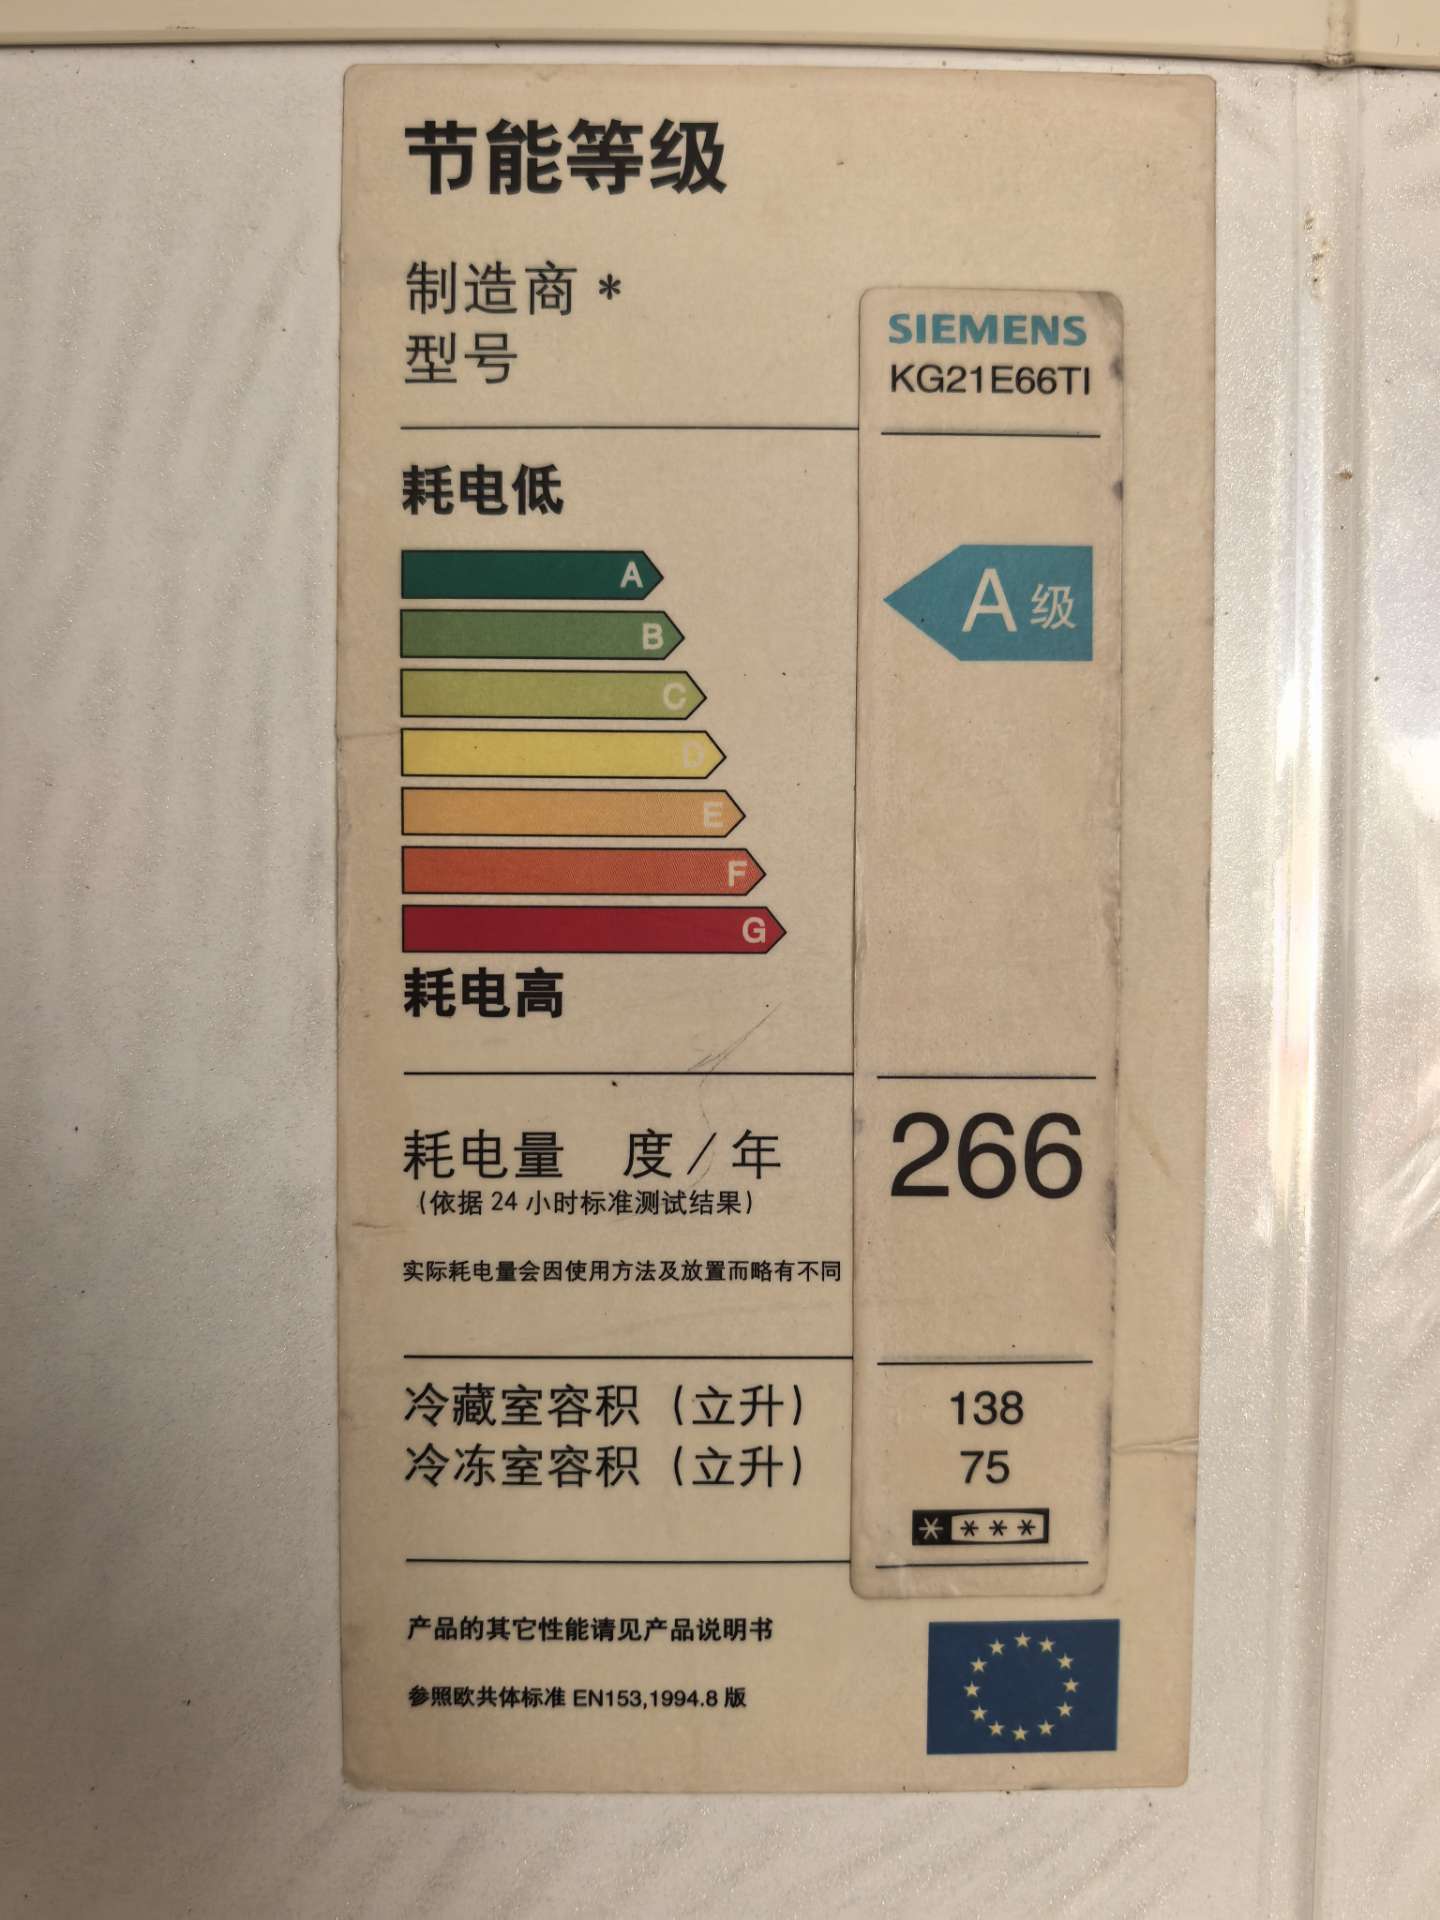 节能等级
制造商 *
SIEMENS
型号
KG21E66TI
耗电低
A
A 级
B
C
D
E
F
G
耗电高
耗电量 度/年
266
(依据 24 小时标准测试结果)
实际耗电量会因使用方法及放置而略有不同
冷藏室容积 (立升)
138
冷冻室容积 (立升)
75
* ***
产品的其它性能请见产品说明书
参照欧共体标准 EN153,1994.8 版